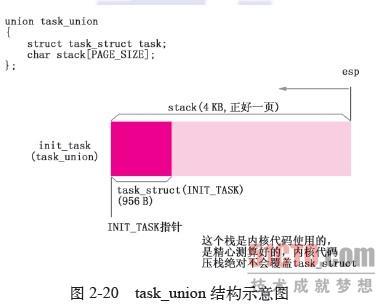 union task_union
{
struct task_struct task;
char stack[PAGE_SIZE];
};
esp
stack(4 KB,正好一页)
init_task
(task_union)
task_struct(INIT_TASK)
(956 B)
INIT_TASK指针
这个栈是内核代码使用的,
是精心测算好的,内核代码
压栈绝对不会覆盖task_struct
.com
技术成就梦想
图 2-20 task_union 结构示意图